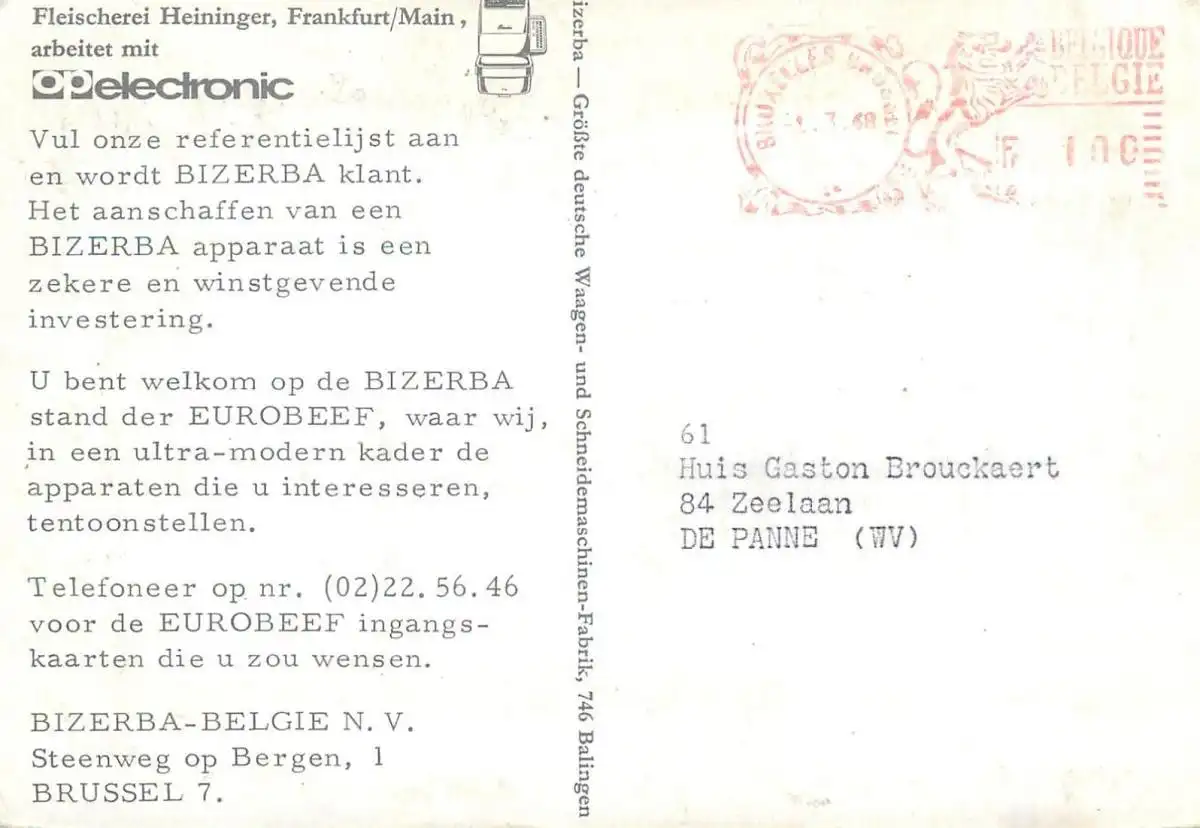 Fleischerei Heininger, Frankfurt/Main,
arbeitet mit
opelectronic
Vul onze referentielijst aan
en wordt BIZERBA klant.
Het aanschaffen van een
BIZERBA apparaat is een
zekere en winstgevende
investering.
U bent welkom op de BIZERBA
stand der EUROBEEF, waar wij,
in een ultra-modern kader de
apparaten die u interesseren,
tentoonstellen.
Telefoneer op nr. (02)22.56.46
voor de EUROBEEF ingangs-
kaarten die u zou wensen.
BIZERBA-BELGIE N.V.
Steenweg op Bergen, 1
BRUSSEL 7.
izerba — Größte deutsche Waagen- und Schneidemaschinen-Fabrik, 746 Balingen
BRUXELLES
BELGIQUE
BELGIE
61
Huis Gaston Brouckaert
84 Zeelaan
DE PANNE (WV)